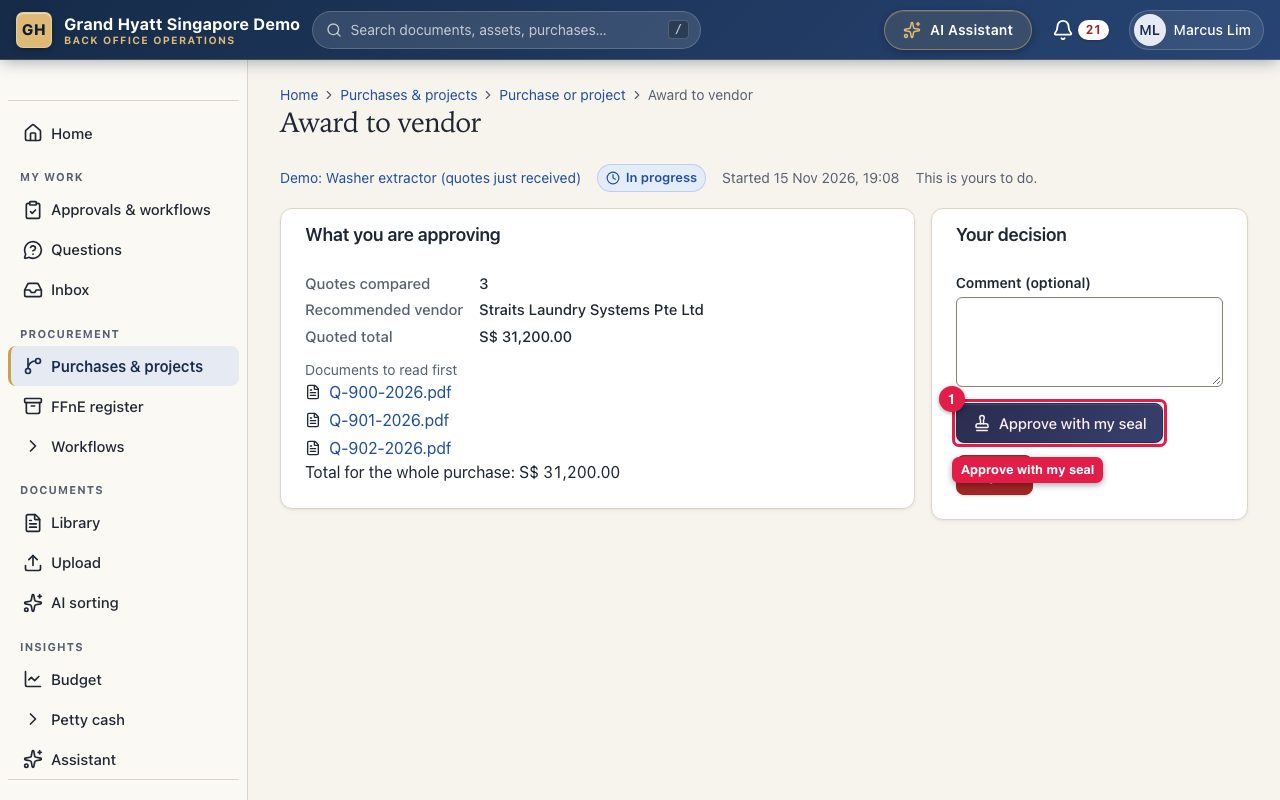 GH
Grand Hyatt Singapore Demo
BACK OFFICE OPERATIONS
Search documents, assets, purchases...
/
AI Assistant
21
ML
Marcus Lim
Home
MY WORK
Approvals & workflows
Questions
Inbox
PROCUREMENT
Purchases & projects
FFnE register
Workflows
DOCUMENTS
Library
Upload
AI sorting
INSIGHTS
Budget
Petty cash
Assistant
Home > Purchases & projects > Purchase or project > Award to vendor
Award to vendor
Demo: Washer extractor (quotes just received)
In progress
Started 15 Nov 2026, 19:08
This is yours to do.
What you are approving
Quotes compared 3
Recommended vendor Straits Laundry Systems Pte Ltd
Quoted total S$ 31,200.00
Documents to read first
Q-900-2026.pdf
Q-901-2026.pdf
Q-902-2026.pdf
Total for the whole purchase: S$ 31,200.00
Your decision
Comment (optional)
1
Approve with my seal
Approve with my seal